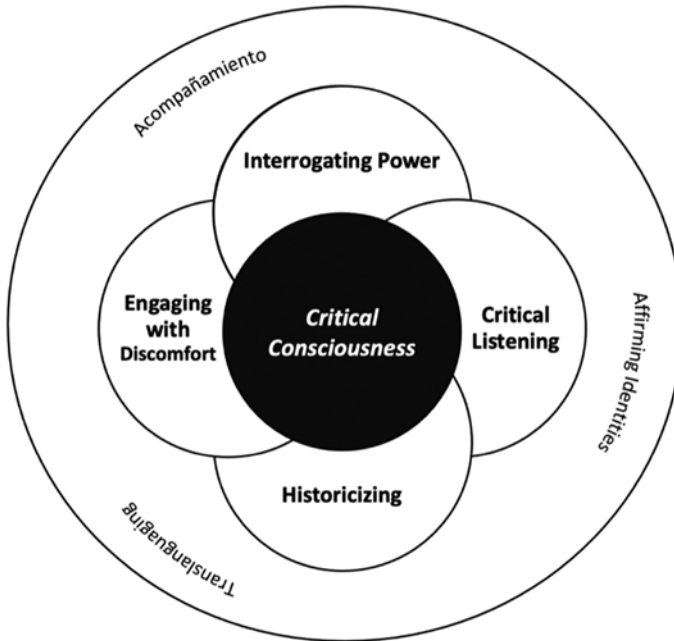 Acompañamiento
Interrogating Power
Engaging
with
Discomfort
Critical
Consciousness
Critical
Listening
Affirming Identities
Historicizing
Translanguaging